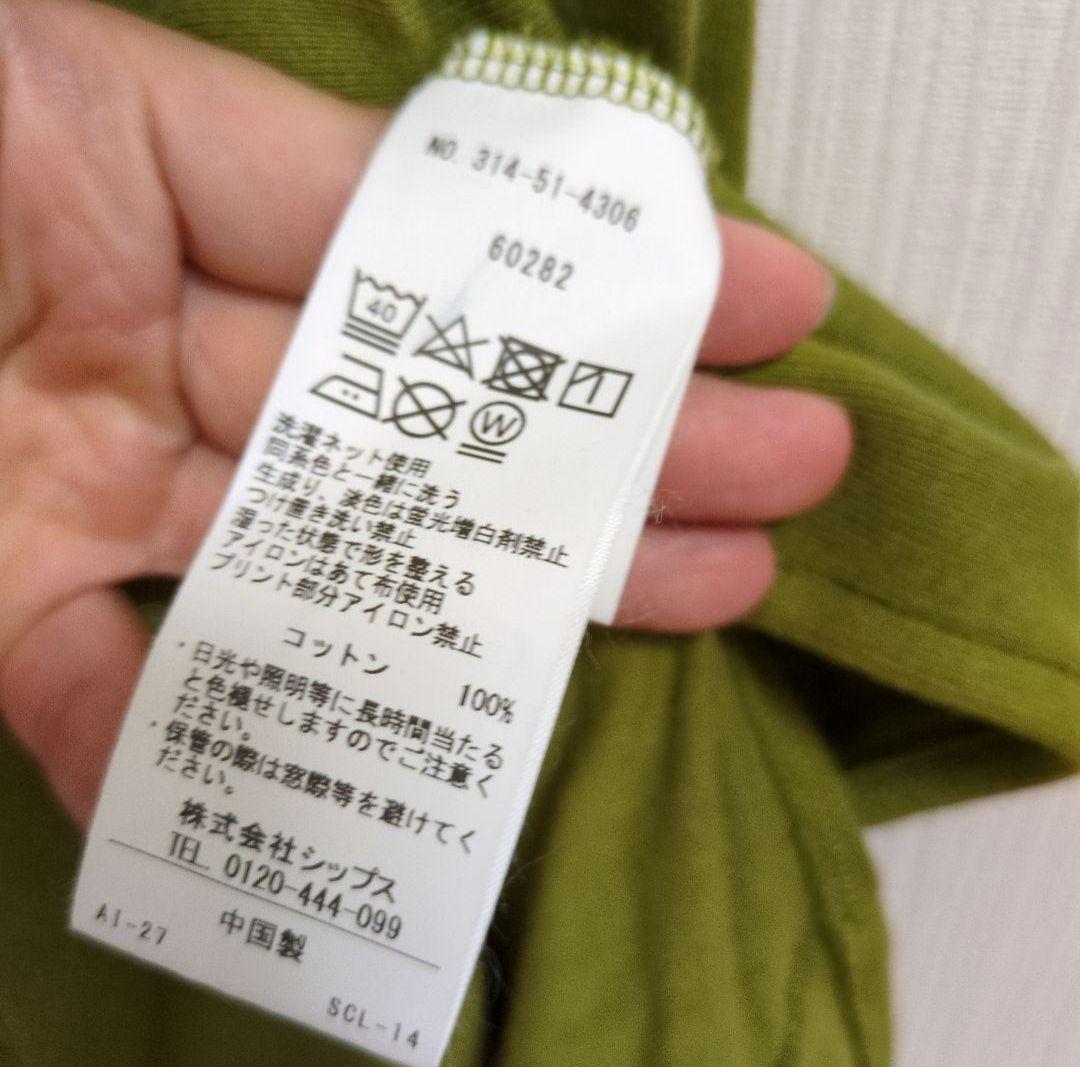 NO. 314-51-4306
60282
40
W
洗濯ネット使用
同系色と一緒に洗う
生成り、淡色は蛍光増白剤禁止
つけ置き洗い禁止
湿った状態で形を整える
アイロンはあて布使用
プリント部分アイロン禁止
コットン 100%
・日光や照明等に長時間当たる
と色褪せしますのでご注意く
ださい。
・保管の際は窓際等を避けてく
ださい。
株式会社シップス
TEL 0120-444-099
中国製
AI-27
SCL-14